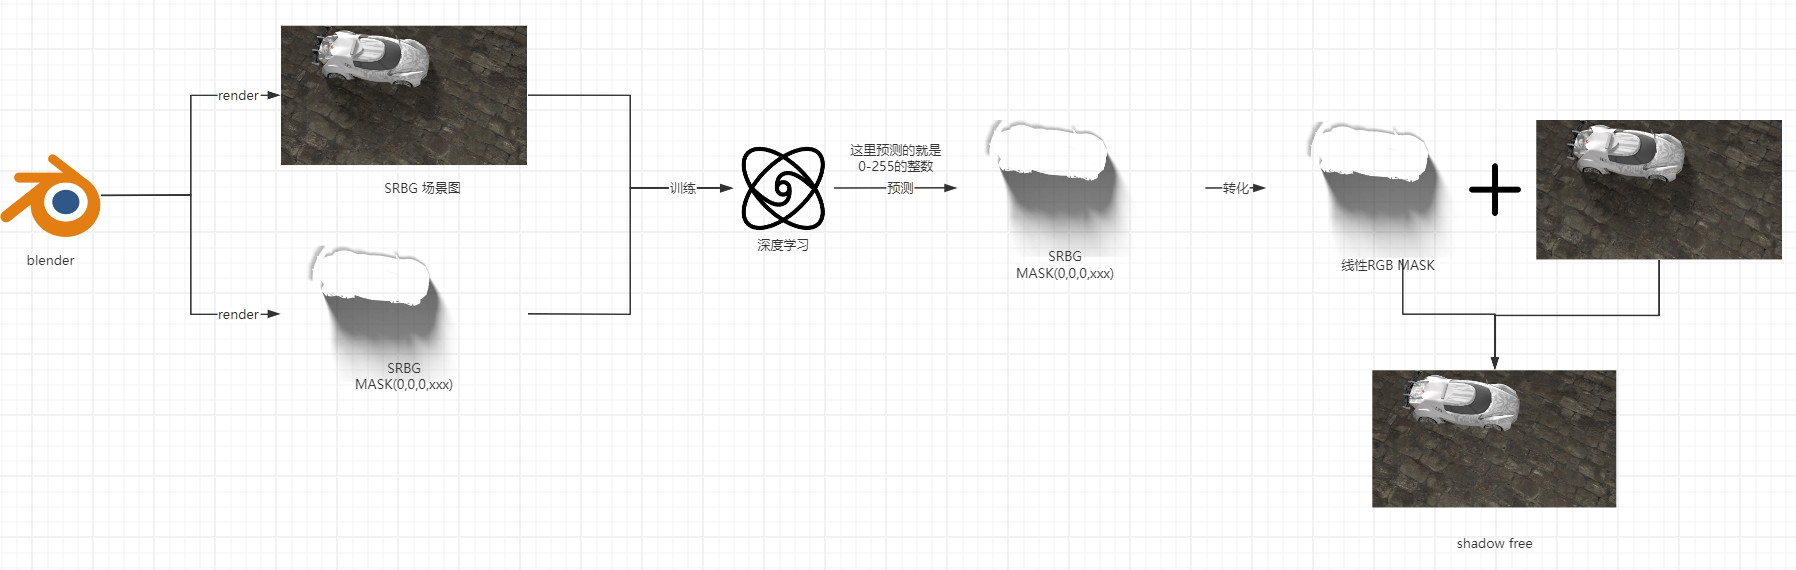 render
SRBG 场景图
blender
render
SRBG
MASK(0,0,0,xxx)
训练
深度学习
这里预测的就是
0-255的整数
预测
SRBG
MASK(0,0,0,xxx)
转化
线性RGB MASK
shadow free